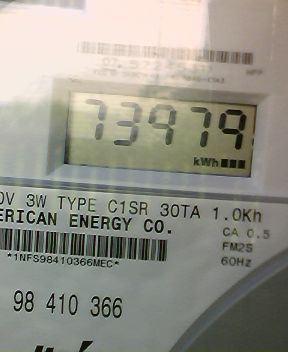 73979
kWh
0V 3W TYPE C1SR 30TA 1.0Kh
ERICAN ENERGY CO.
CA 0.5
FM2S
60Hz
*1NFS98410366MEC*
98 410 366